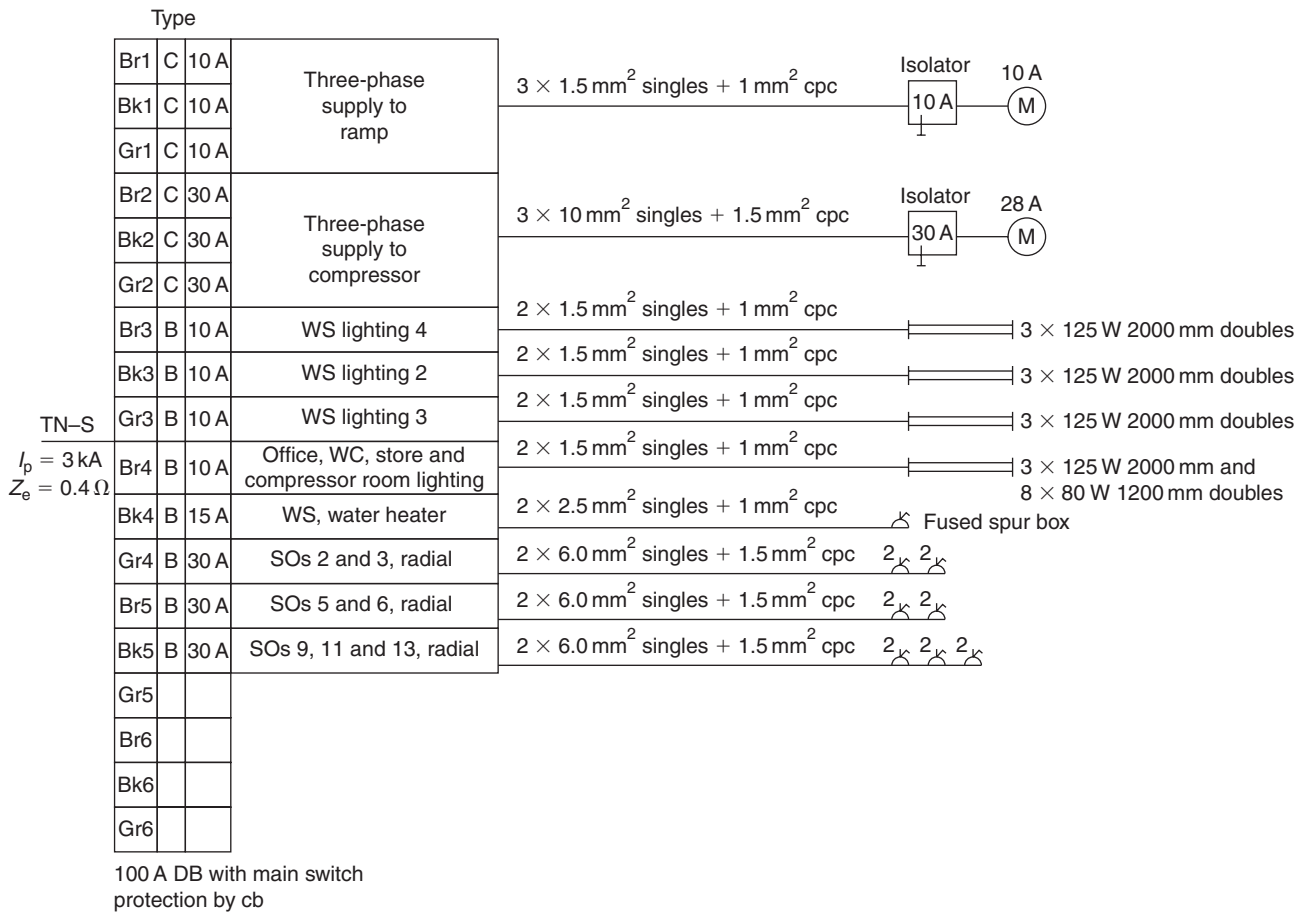 Type
Br1 C 10 A
Bk1 C 10 A
Gr1 C 10 A
Three-phase
supply to
ramp
3 × 1.5 mm² singles + 1 mm² cpc
Isolator
10 A
10 A
M
Br2 C 30 A
Bk2 C 30 A
Gr2 C 30 A
Three-phase
supply to
compressor
3 × 10 mm² singles + 1.5 mm² cpc
Isolator
30 A
28 A
M
Br3 B 10 A WS lighting 4
2 × 1.5 mm² singles + 1 mm² cpc
3 × 125 W 2000 mm doubles
Bk3 B 10 A WS lighting 2
2 × 1.5 mm² singles + 1 mm² cpc
3 × 125 W 2000 mm doubles
Gr3 B 10 A WS lighting 3
2 × 1.5 mm² singles + 1 mm² cpc
3 × 125 W 2000 mm doubles
TN–S
Ip = 3 kA
Ze = 0.4 Ω
Br4 B 10 A
Office, WC, store and
compressor room lighting
2 × 1.5 mm² singles + 1 mm² cpc
3 × 125 W 2000 mm and
8 × 80 W 1200 mm doubles
Bk4 B 15 A WS, water heater
2 × 2.5 mm² singles + 1 mm² cpc
Fused spur box
Gr4 B 30 A SOs 2 and 3, radial
2 × 6.0 mm² singles + 1.5 mm² cpc 2 2
Br5 B 30 A SOs 5 and 6, radial
2 × 6.0 mm² singles + 1.5 mm² cpc 2 2
Bk5 B 30 A SOs 9, 11 and 13, radial
2 × 6.0 mm² singles + 1.5 mm² cpc 2 2 2
Gr5
Br6
Bk6
Gr6
100 A DB with main switch
protection by cb